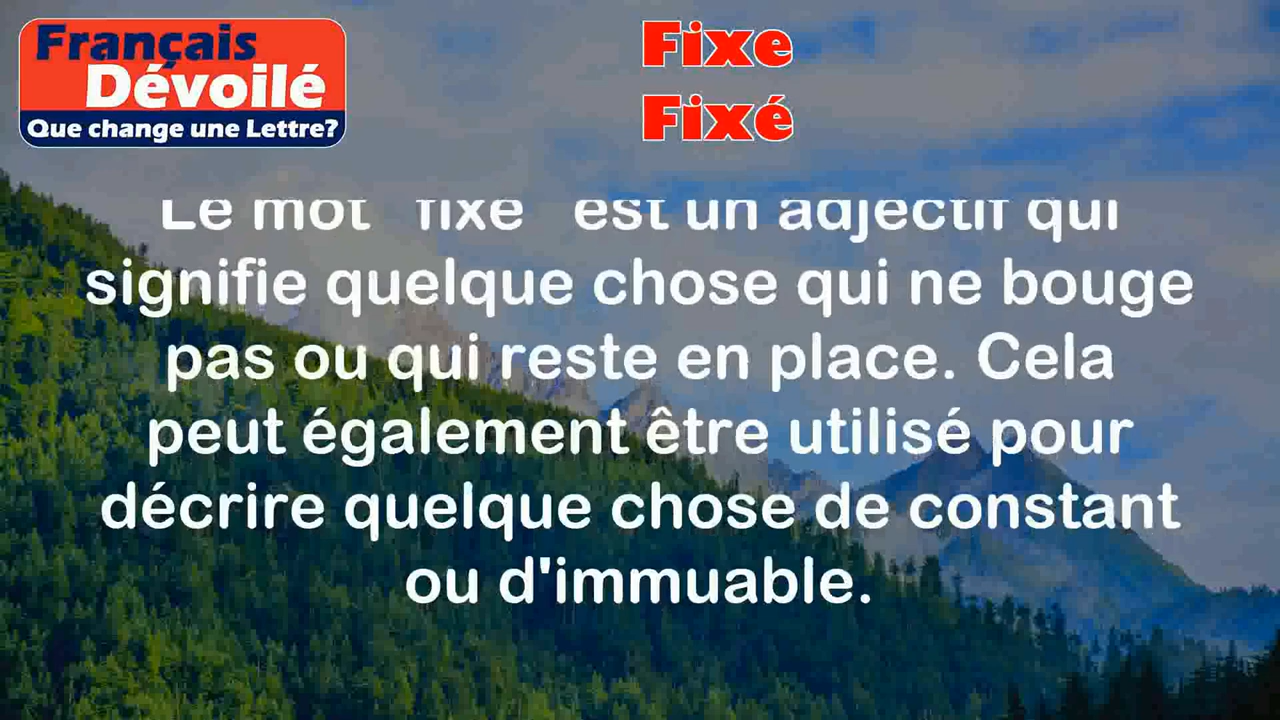 Français
Dévoilé
Que change une Lettre?
Fixe
Fixé
Le mot fixe est un adjectif qui
signifie quelque chose qui ne bouge
pas ou qui reste en place. Cela
peut également être utilisé pour
décrire quelque chose de constant
ou d'immuable.